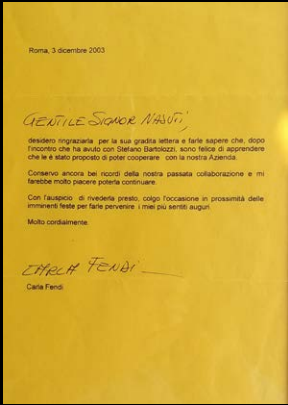 Roma, 3 dicembre 2003
GENTILE SIGNOR NASUTI,
desidero ringraziarla per la sua gradita lettera e farle sapere che, dopo
l'incontro che ha avuto con Stefano Bartolozzi, sono felice di apprendere
che le è stato proposto di poter cooperare con la nostra Azienda.
Conservo ancora bei ricordi della nostra passata collaborazione e mi
farebbe molto piacere poterla continuare.
Con l'auspicio di rivederla presto, colgo l'occasione in prossimità delle
imminenti feste per farle pervenire i miei più sentiti auguri.
Molto cordialmente.
CARLA FENDI
Carla Fendi